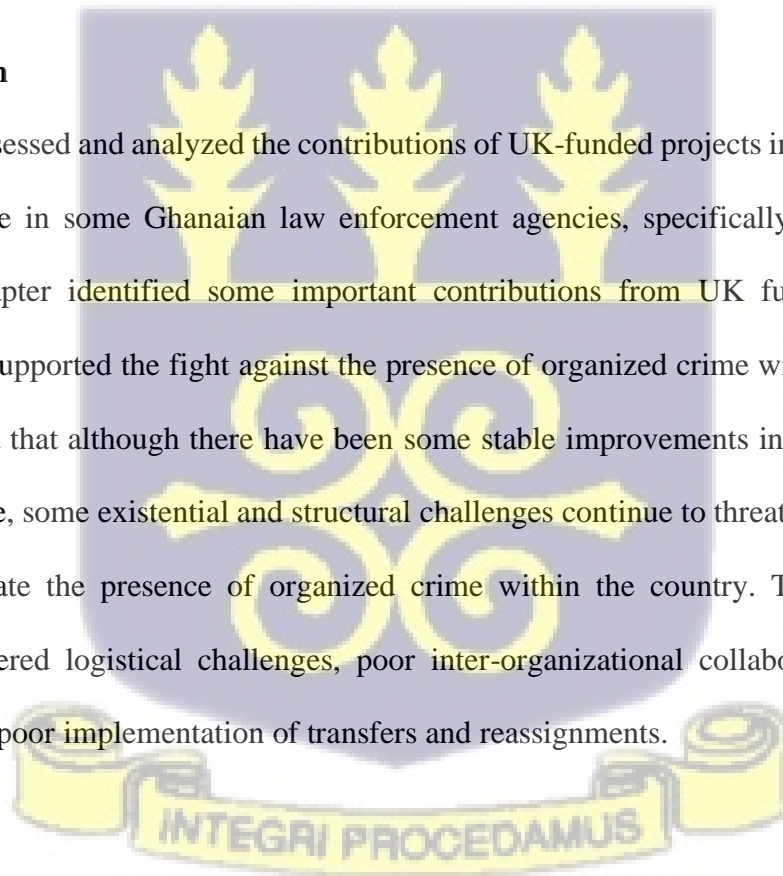 n
sessed and analyzed the contributions of UK-funded projects in
e in some Ghanaian law enforcement agencies, specifically
apter identified some important contributions from UK fu
supported the fight against the presence of organized crime wi
l that although there have been some stable improvements in
e, some existential and structural challenges continue to threat
ate the presence of organized crime within the country. T
ered logistical challenges, poor inter-organizational collabo
poor implementation of transfers and reassignments.
INTEGRI PROCEDAMUS